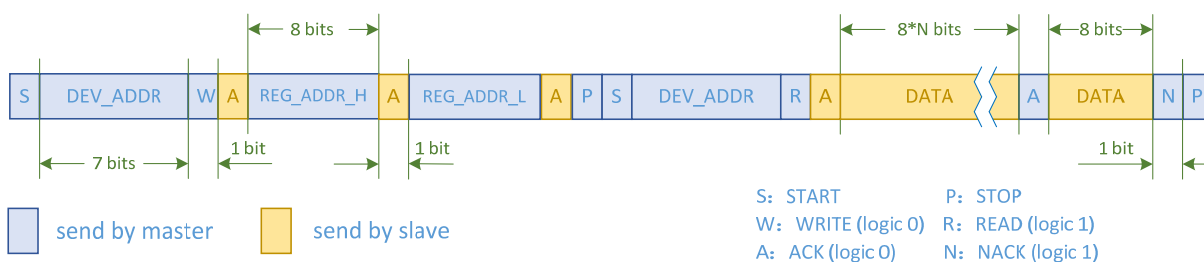 8 bits
8*N bits
8 bits
S DEV_ADDR W A REG_ADDR_H A REG_ADDR_L A P S DEV_ADDR R A DATA A DATA N P
7 bits
1 bit
1 bit
1 bit
send by master
send by slave
S: START
P: STOP
W: WRITE (logic 0)
R: READ (logic 1)
A: ACK (logic 0)
N: NACK (logic 1)